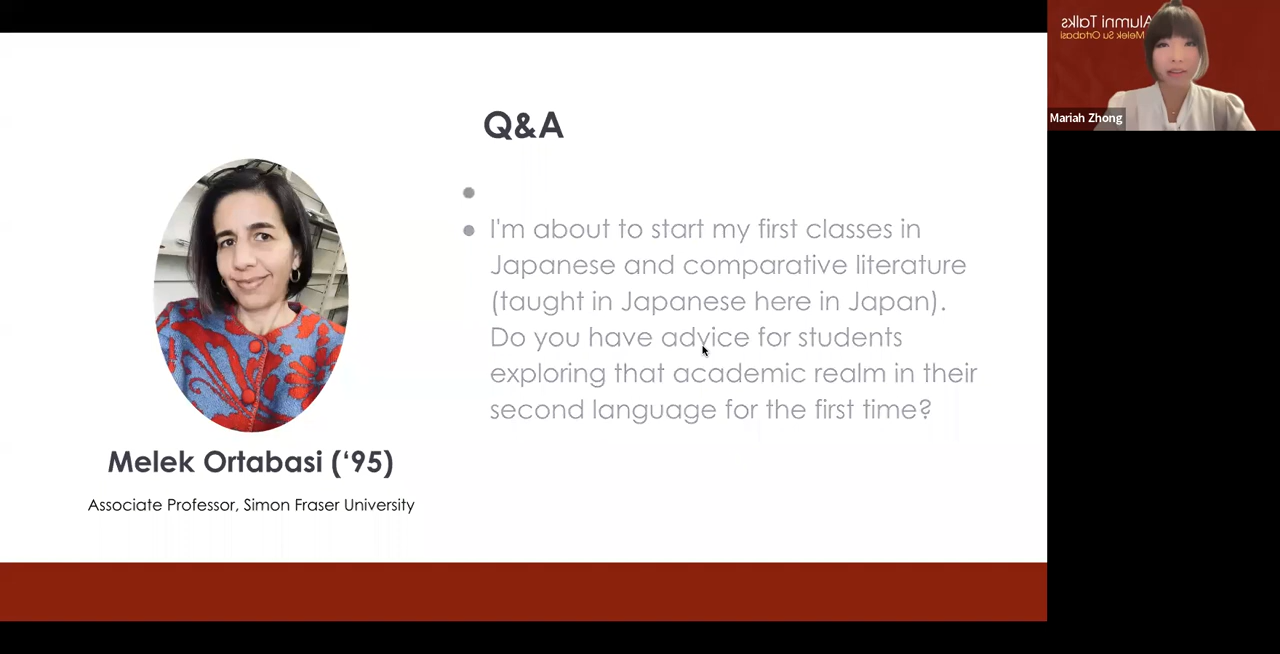 Q&A
I'm about to start my first classes in
Japanese and comparative literature
(taught in Japanese here in Japan).
Do you have advice for students
exploring that academic realm in their
second language for the first time?
Melek Ortabasi (‘95)
Associate Professor, Simon Fraser University
Alumni Talks
Melek Su Ortabasi
Mariah Zhong